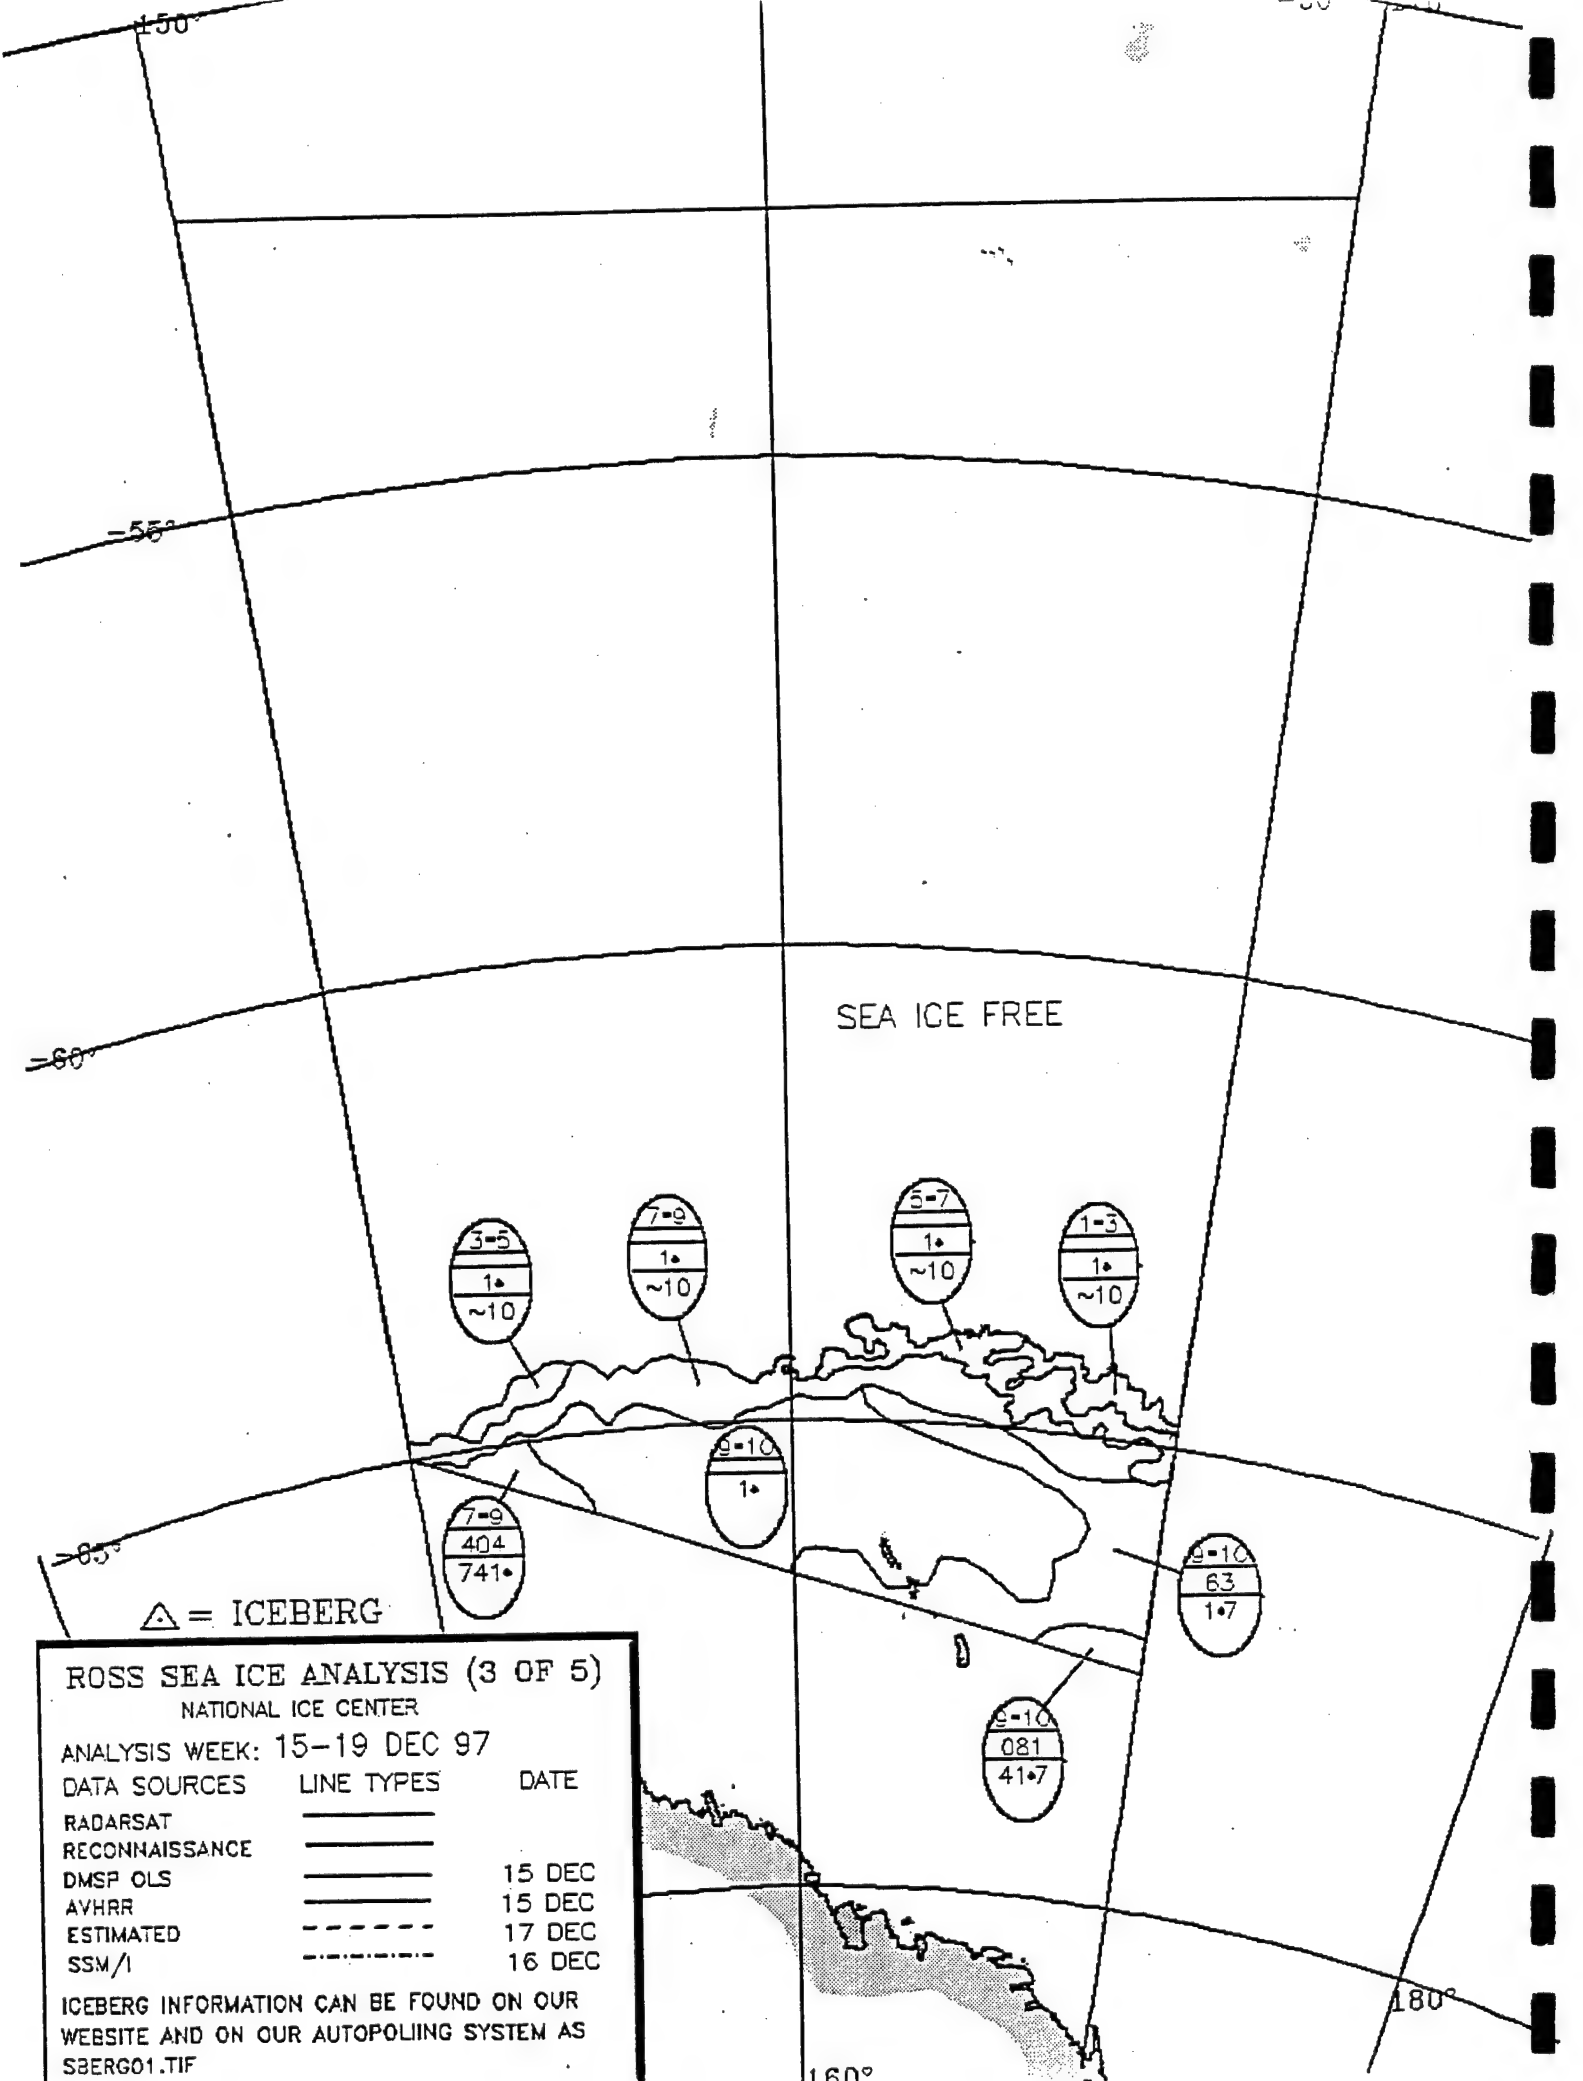 150°
-55°
-60°
SEA ICE FREE
3-5
1•
~10
7-9
1•
~10
5-7
1•
~10
1-3
1•
~10
9-10
1•
7-9
404
741•
9-10
63
1•7
9-10
081
41•7
-65°
△ = ICEBERG
ROSS SEA ICE ANALYSIS (3 OF 5)
NATIONAL ICE CENTER
ANALYSIS WEEK: 15-19 DEC 97
DATA SOURCES LINE TYPES DATE
RADARSAT
RECONNAISSANCE
DMSP OLS 15 DEC
AVHRR 15 DEC
ESTIMATED 17 DEC
SSM/I 16 DEC
ICEBERG INFORMATION CAN BE FOUND ON OUR
WEBSITE AND ON OUR AUTOPOLIING SYSTEM AS
SBERG01.TIF
180°
160°